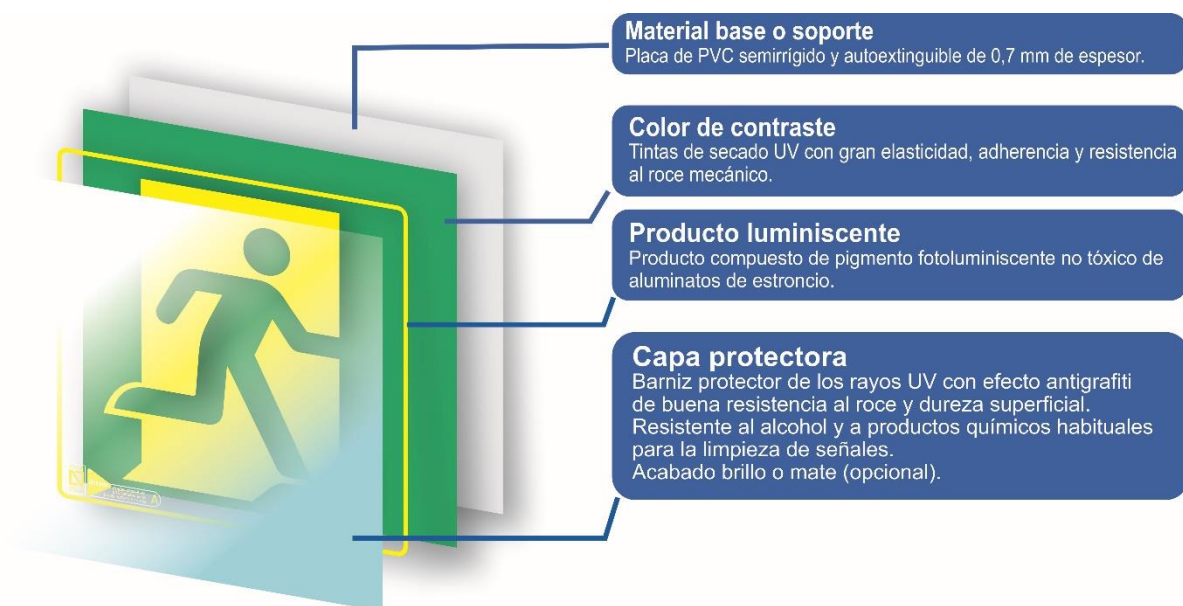 Material base o soporte
Placa de PVC semirrígido y autoextinguible de 0,7 mm de espesor.
Color de contraste
Tintas de secado UV con gran elasticidad, adherencia y resistencia
al roce mecánico.
Producto luminiscente
Producto compuesto de pigmento fotoluminiscente no tóxico de
aluminatos de estroncio.
Capa protectora
Barniz protector de los rayos UV con efecto antigrafiti
de buena resistencia al roce y dureza superficial.
Resistente al alcohol y a productos químicos habituales
para la limpieza de señales.
Acabado brillo o mate (opcional).
A